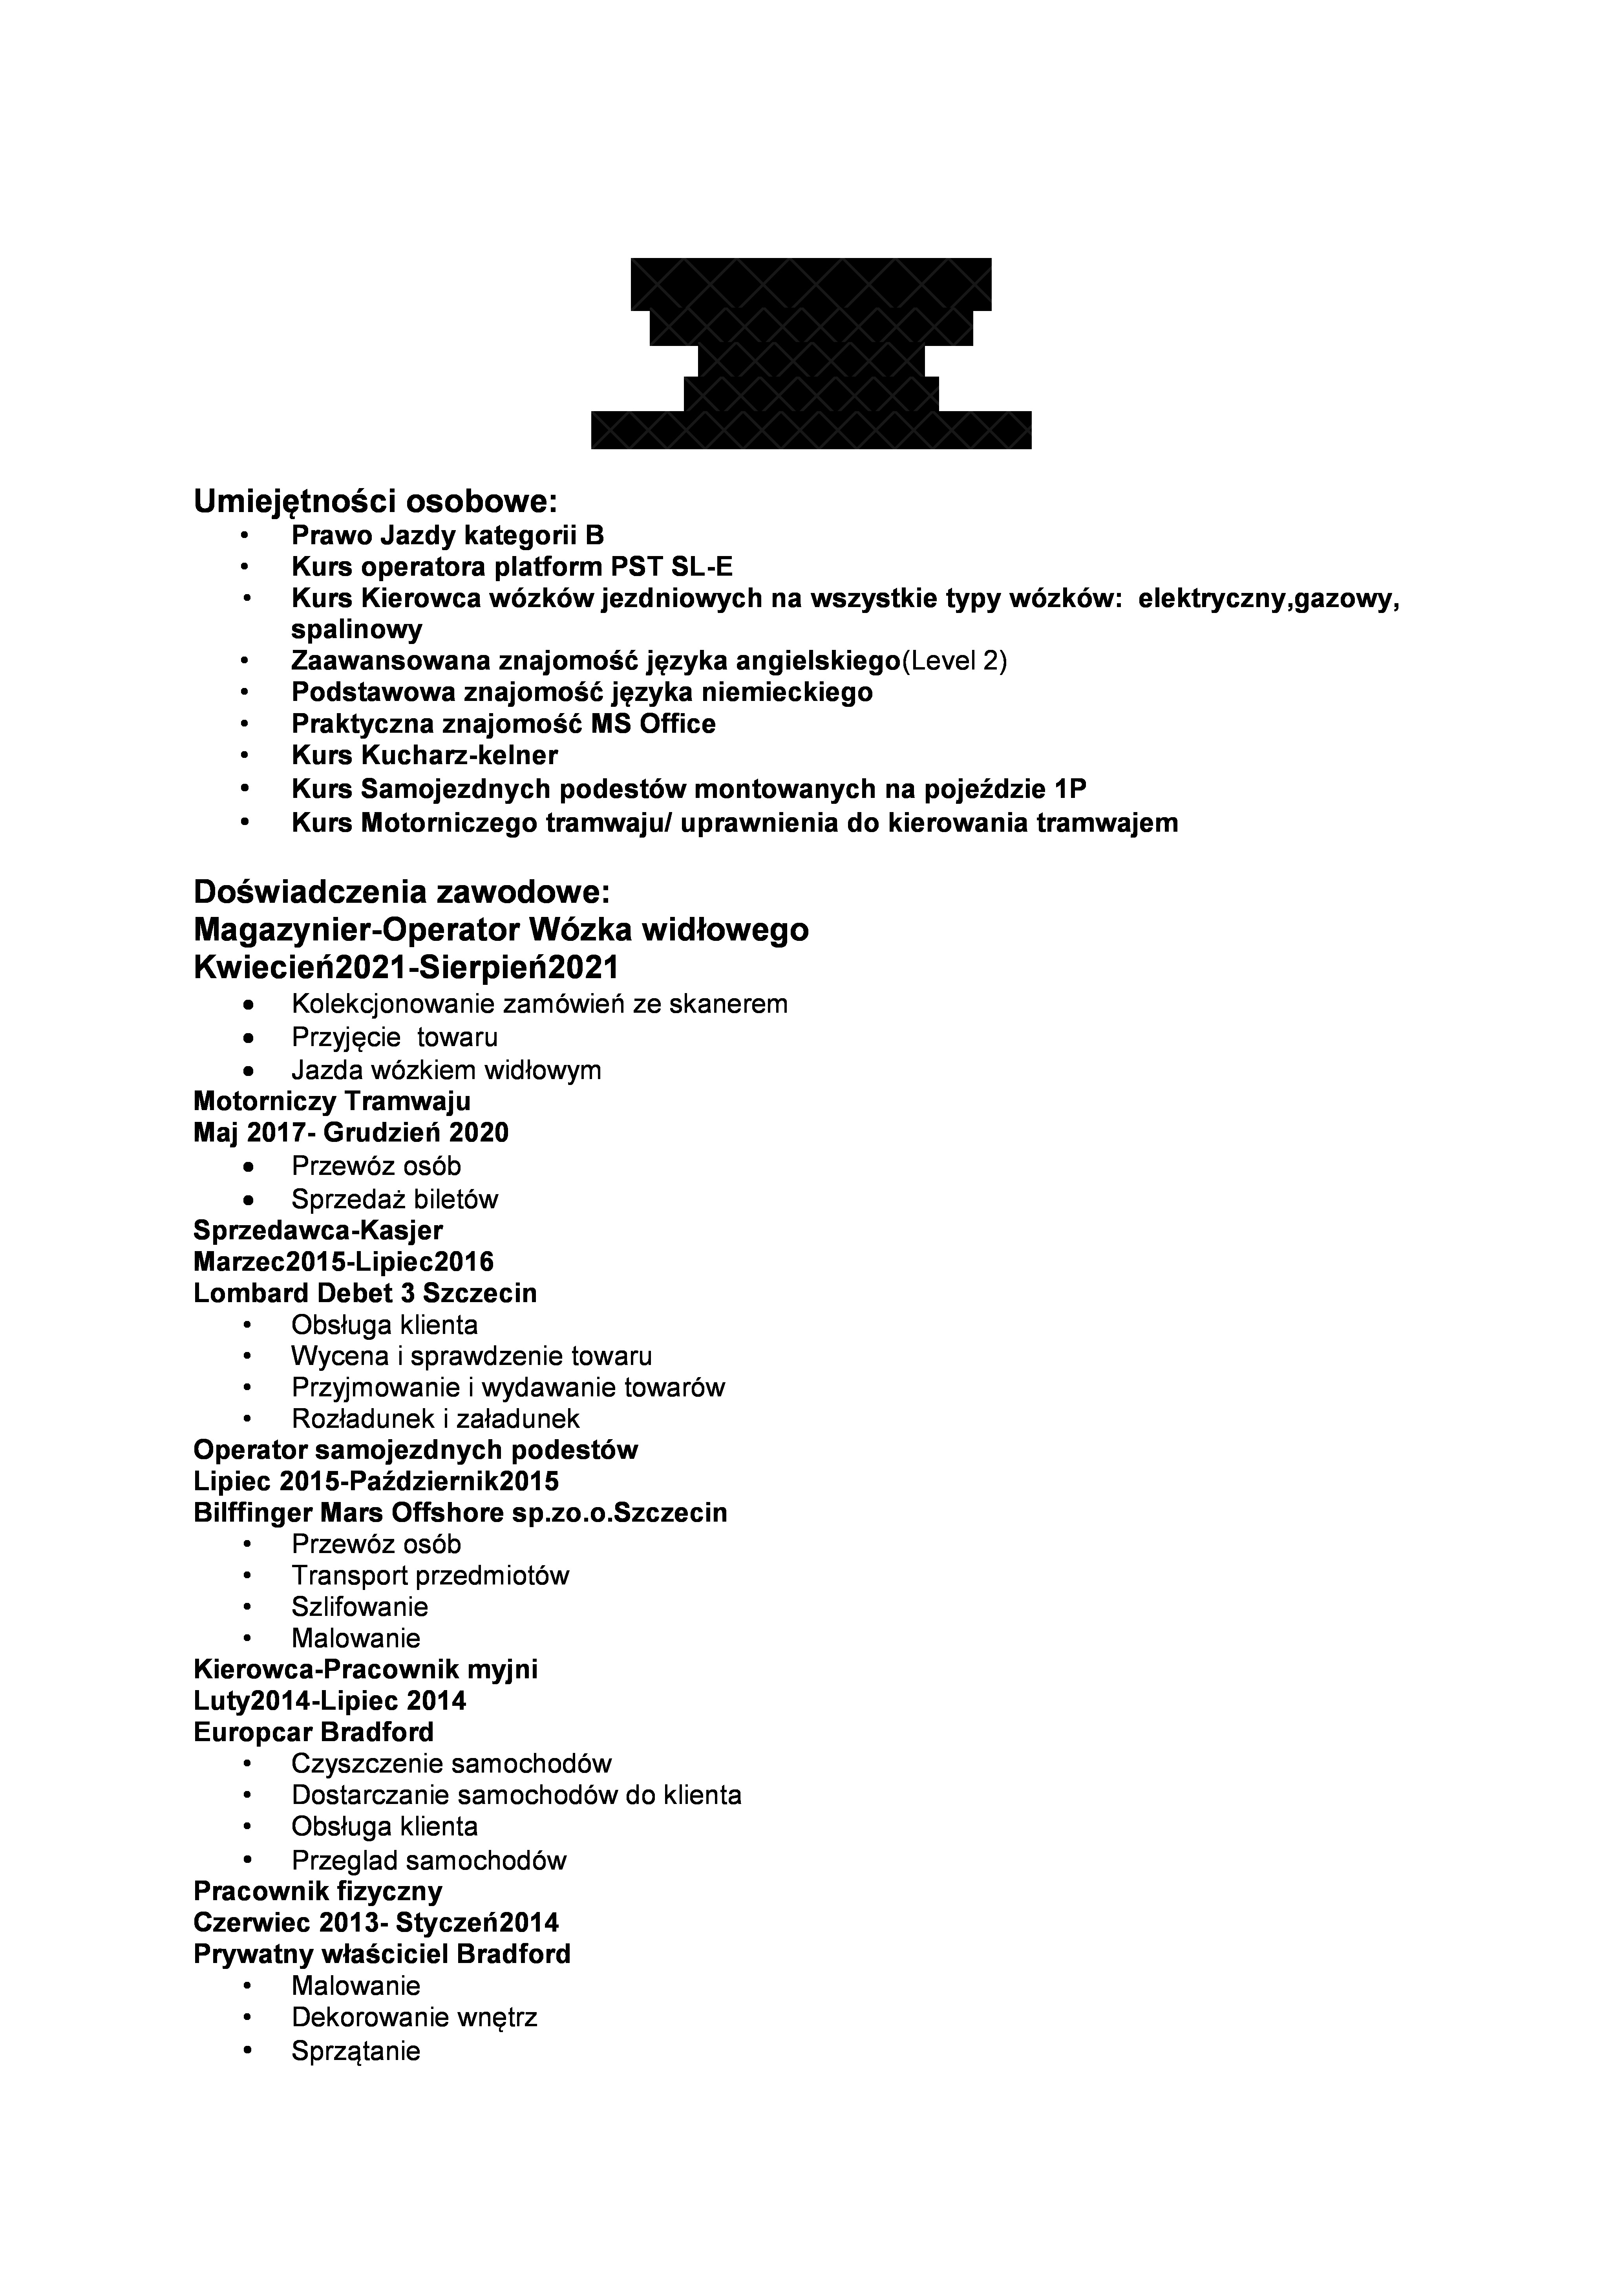 Umiejętności osobowe:
• Prawo Jazdy kategorii B
• Kurs operatora platform PST SL-E
• Kurs Kierowca wózków jezdniowych na wszystkie typy wózków:  elektryczny,gazowy,
spalinowy
• Zaawansowana znajomość języka angielskiego(Level 2)
• Podstawowa znajomość języka niemieckiego
• Praktyczna znajomość MS Office
• Kurs Kucharz-kelner
• Kurs Samojezdnych podestów montowanych na pojeździe 1P
• Kurs Motorniczego tramwaju/ uprawnienia do kierowania tramwajem
Doświadczenia zawodowe:
Magazynier-Operator Wózka widłowego
Kwiecień2021-Sierpień2021
• Kolekcjonowanie zamówień ze skanerem
• Przyjęcie  towaru
• Jazda wózkiem widłowym
Motorniczy Tramwaju
Maj 2017- Grudzień 2020
• Przewóz osób
• Sprzedaż biletów
Sprzedawca-Kasjer
Marzec2015-Lipiec2016
Lombard Debet 3 Szczecin
• Obsługa klienta
• Wycena i sprawdzenie towaru
• Przyjmowanie i wydawanie towarów
• Rozładunek i załadunek
Operator samojezdnych podestów
Lipiec 2015-Październik2015
Bilffinger Mars Offshore sp.zo.o.Szczecin
• Przewóz osób
• Transport przedmiotów
• Szlifowanie
• Malowanie
Kierowca-Pracownik myjni
Luty2014-Lipiec 2014
Europcar Bradford
• Czyszczenie samochodów
• Dostarczanie samochodów do klienta
• Obsługa klienta
• Przeglad samochodów
Pracownik fizyczny
Czerwiec 2013- Styczeń2014
Prywatny właściciel Bradford
• Malowanie
• Dekorowanie wnętrz
• Sprzątanie